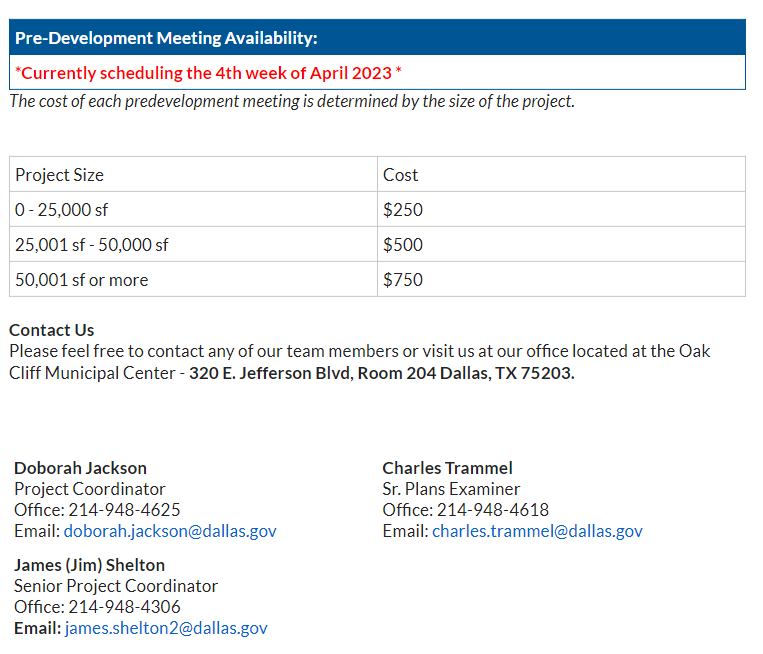 Pre-Development Meeting Availability:
*Currently scheduling the 4th week of April 2023 *
The cost of each predevelopment meeting is determined by the size of the project.
Project Size Cost
0 - 25,000 sf $250
25,001 sf - 50,000 sf $500
50,001 sf or more $750
Contact Us
Please feel free to contact any of our team members or visit us at our office located at the Oak
Cliff Municipal Center - 320 E. Jefferson Blvd, Room 204 Dallas, TX 75203.
Doborah Jackson
Project Coordinator
Office: 214-948-4625
Email: doborah.jackson@dallas.gov
Charles Trammel
Sr. Plans Examiner
Office: 214-948-4618
Email: charles.trammel@dallas.gov
James (Jim) Shelton
Senior Project Coordinator
Office: 214-948-4306
Email: james.shelton2@dallas.gov